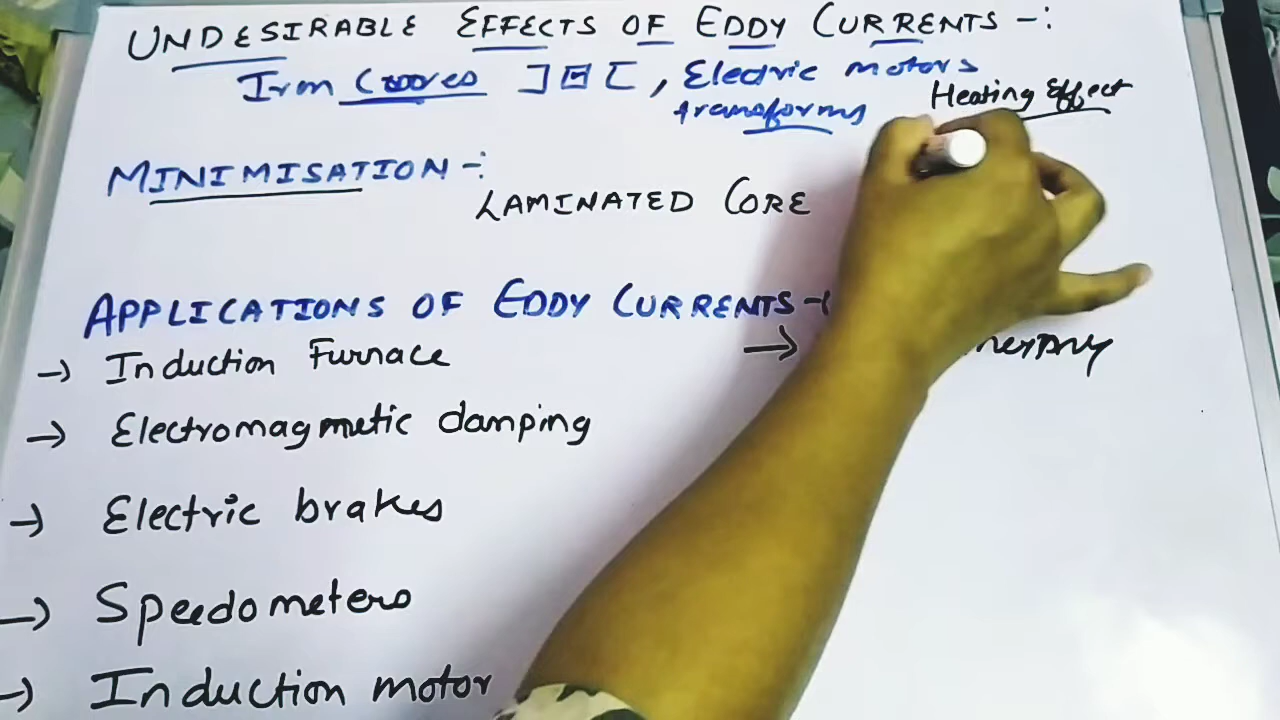 UNDESIRABLE EFFECTS OF EDDY CURRENTS -:
Iron Cores , Electric motors
transforms
Heating Effect
MINIMISATION -:
LAMINATED CORE
APPLICATIONS OF EDDY CURRENTS -:
→ Induction Furnace
→
→ Electromagnetic damping
→ Electric brakes
→ Speedometers
→ Induction motor